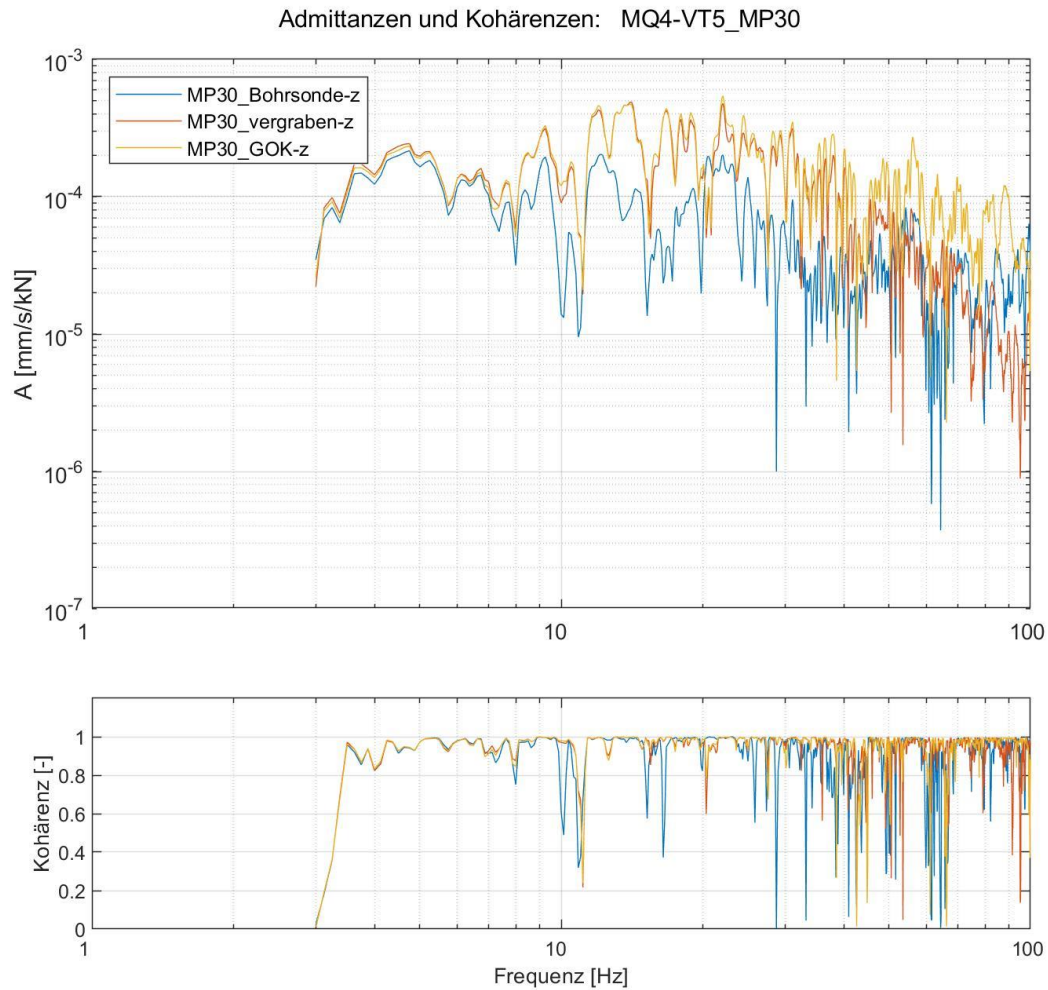 Admittanzen und Kohärenzen: MQ4-VT5_MP30
10⁻³
MP30_Bohrsonde-z
MP30_vergraben-z
MP30_GOK-z
10⁻⁴
A [mm/s/kN]
10⁻⁵
10⁻⁶
10⁻⁷
1 10 100
1
0.8
Kohärenz [-]
0.6
0.4
0.2
0
1 10 100
Frequenz [Hz]